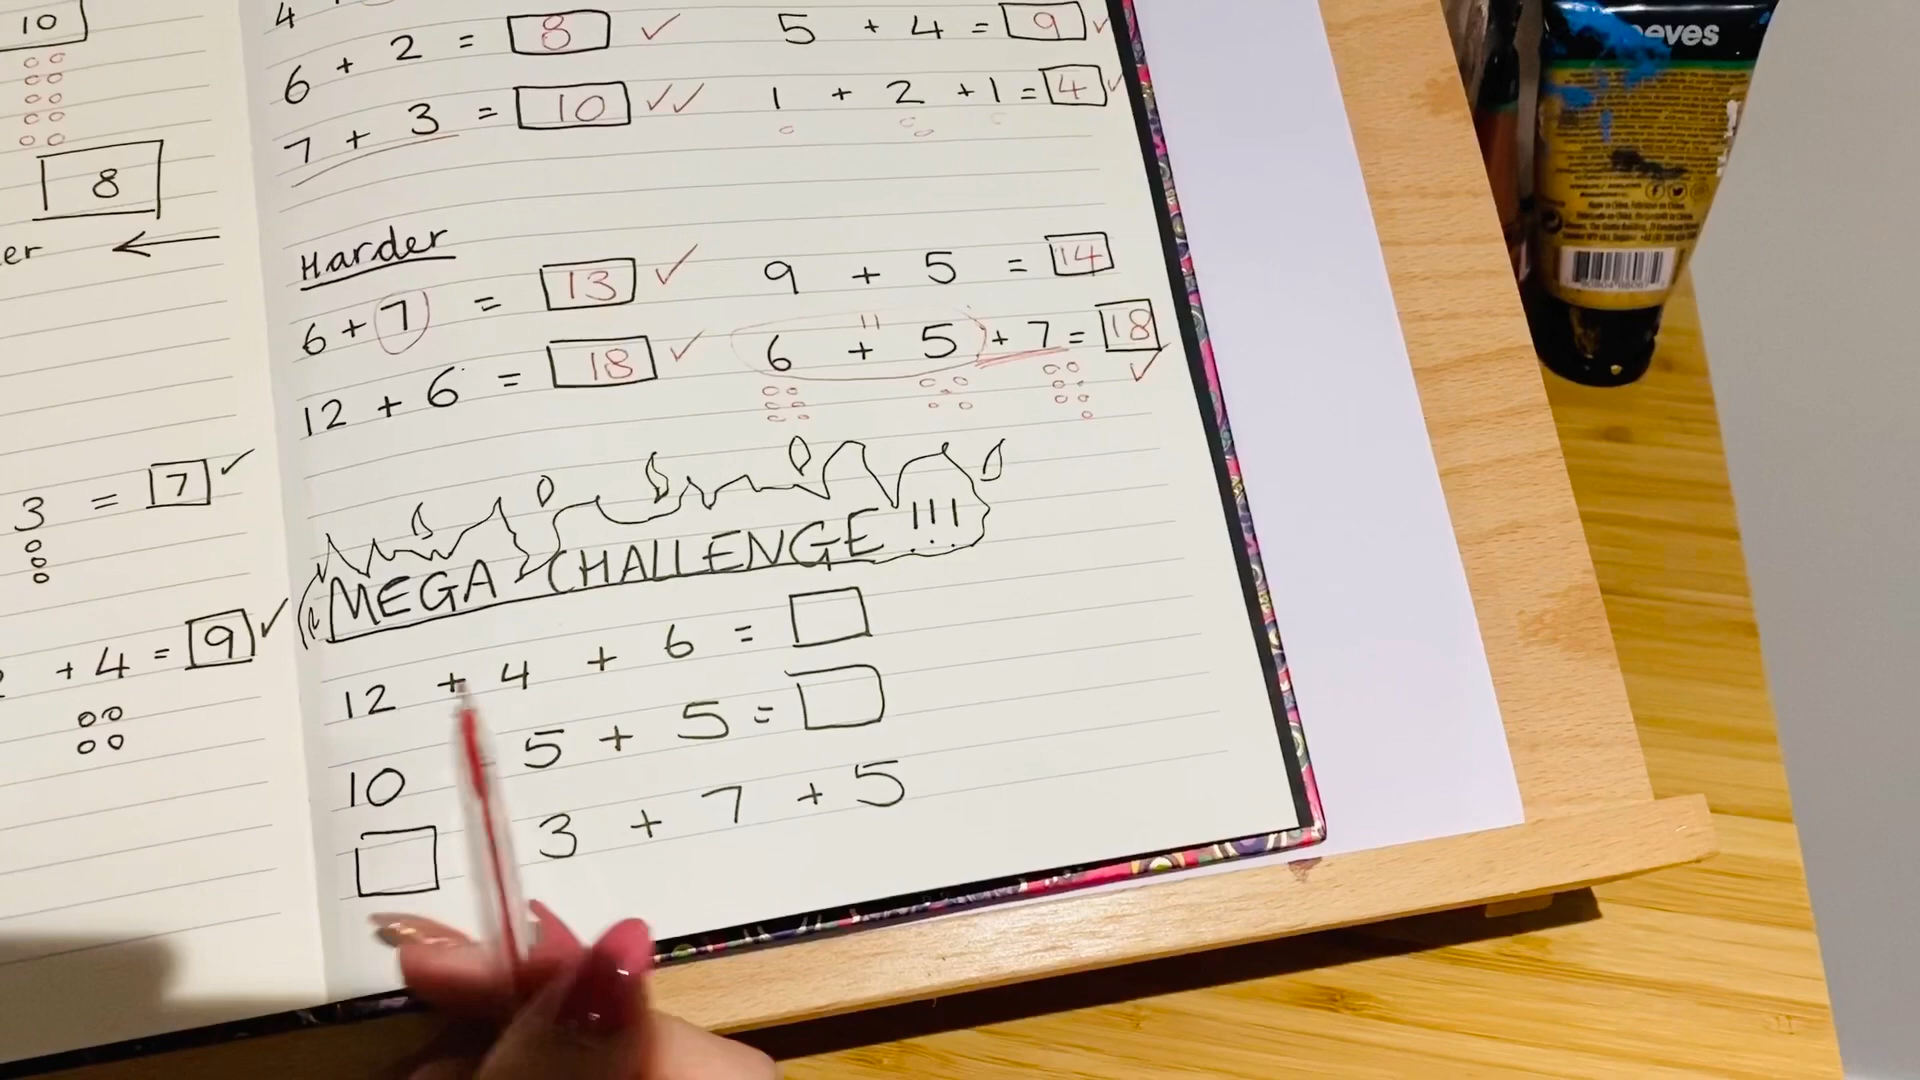 10
8
er
3 = 7 ✓
+ 4 = 9 ✓
4
6 + 2 = 8 ✓
7 + 3 = 10 ✓✓
5 + 4 = 9 ✓
1 + 2 + 1 = 4 ✓
Harder
6 + 7 = 13 ✓
12 + 6 = 18 ✓
9 + 5 = 14
11
6 + 5 + 7 = 18 ✓
MEGA CHALLENGE!!!
12 + 4 + 6 =
10 5 + 5 =
3 + 7 + 5
eves